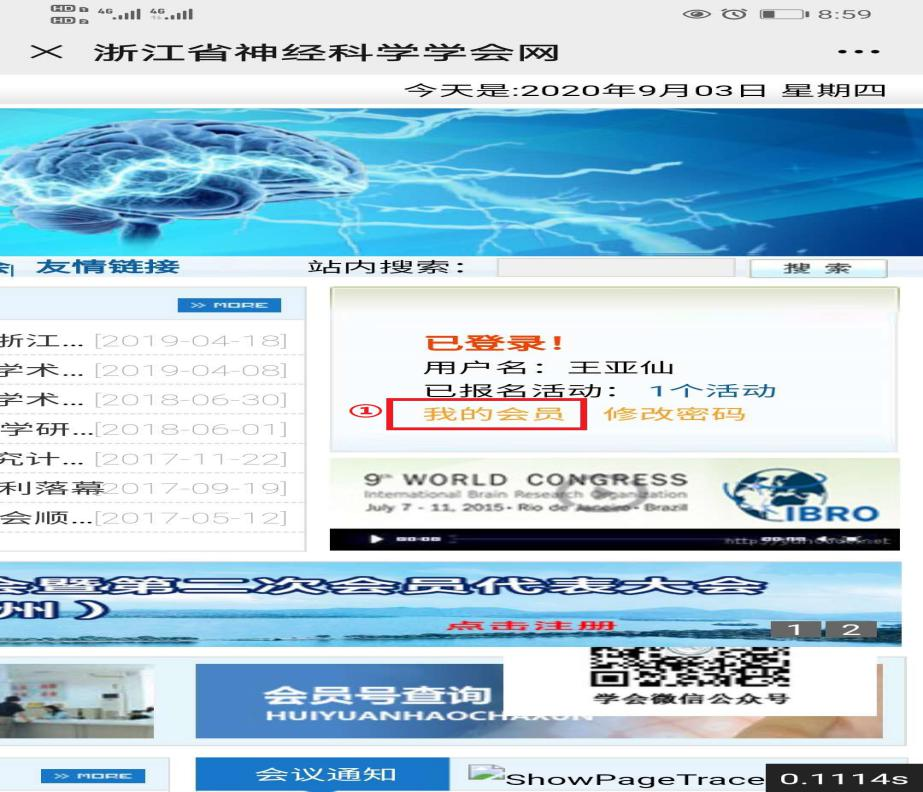 4G 4G 8:59
浙江省神经科学学会网
今天是:2020年9月03日 星期四
友情链接
站内搜索：
搜 索
>> MORE
折江... [2019-04-18]
学术... [2019-04-08]
学术... [2018-06-30]
学研...[2018-06-01]
究计... [2017-11-22]
利落幕2017-09-19]
会顺...[2017-05-12]
已登录!
用户名： 王亚仙
已报名活动： 1个活动
① 我的会员 修改密码
9th WORLD CONGRESS
International Brain Research Organization
July 7 - 11, 2015 · Rio de Janeiro · Brazil
IBRO
00:00
会暨第二次会员代表大会
州）
点击注册
1 2
会员号查询
HUIYUANHAOCHAXUN
学会微信公众号
>> MORE
会议通知
ShowPageTrace
0.1114s